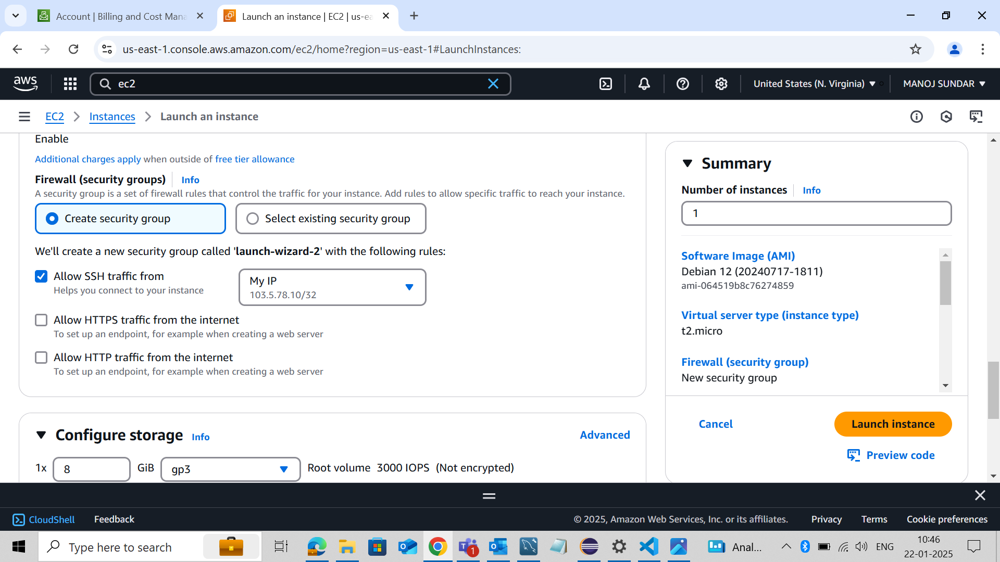 Account | Billing and Cost Mana
Launch an instance | EC2 | us-ea
us-east-1.console.aws.amazon.com/ec2/home?region=us-east-1#LaunchInstances:
aws
ec2
United States (N. Virginia)
MANOJ SUNDAR
EC2
Instances
Launch an instance
Enable
Additional charges apply when outside of free tier allowance
Firewall (security groups)
Info
A security group is a set of firewall rules that control the traffic for your instance. Add rules to allow specific traffic to reach your instance.
Create security group
Select existing security group
We'll create a new security group called 'launch-wizard-2' with the following rules:
Allow SSH traffic from
Helps you connect to your instance
My IP
103.5.78.10/32
Allow HTTPS traffic from the internet
To set up an endpoint, for example when creating a web server
Allow HTTP traffic from the internet
To set up an endpoint, for example when creating a web server
Configure storage
Info
Advanced
1x
8
GiB
gp3
Root volume 3000 IOPS (Not encrypted)
Summary
Number of instances
Info
1
Software Image (AMI)
Debian 12 (20240717-1811)
ami-064519b8c76274859
Virtual server type (instance type)
t2.micro
Firewall (security group)
New security group
Cancel
Launch instance
Preview code
CloudShell
Feedback
© 2025, Amazon Web Services, Inc. or its affiliates.
Privacy
Terms
Cookie preferences
Type here to search
1
Anal...
ENG
10:46
22-01-2025